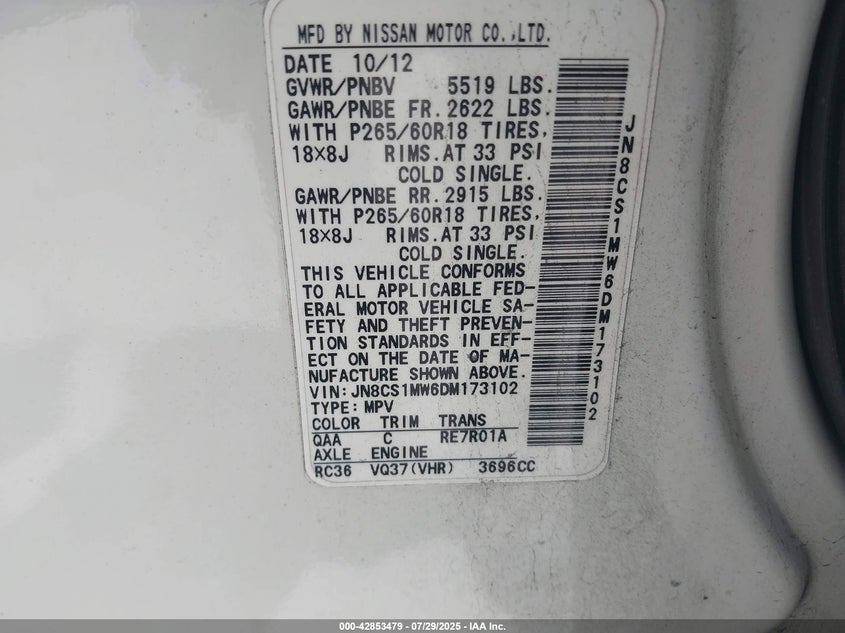 MFD BY NISSAN MOTOR CO.,LTD.
DATE 10/12
GVWR/PNBV 5519 LBS.
GAWR/PNBE FR. 2622 LBS.
WITH P265/60R18 TIRES,
18×8J RIMS. AT 33 PSI
COLD SINGLE.
GAWR/PNBE RR. 2915 LBS.
WITH P265/60R18 TIRES,
18×8J RIMS. AT 33 PSI
COLD SINGLE.
THIS VEHICLE CONFORMS
TO ALL APPLICABLE FED-
ERAL MOTOR VEHICLE SA-
FETY AND THEFT PREVEN-
TION STANDARDS IN EFF-
ECT ON THE DATE OF MA-
NUFACTURE SHOWN ABOVE.
VIN: JN8CS1MW6DM173102
TYPE: MPV
COLOR TRIM TRANS
QAA C RE7R01A
AXLE ENGINE
RC36 VQ37(VHR) 3696CC
JN8CS1MW6DM173102
000-42853479 - 07/29/2025 - IAA Inc.